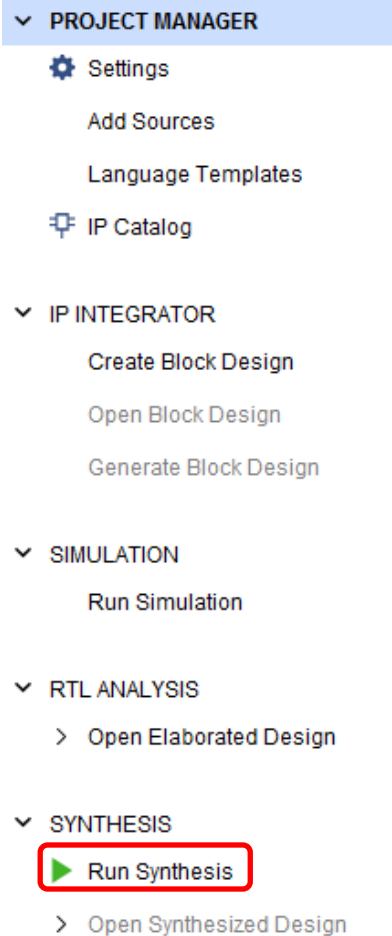 PROJECT MANAGER
Settings
Add Sources
Language Templates
IP Catalog
IP INTEGRATOR
Create Block Design
Open Block Design
Generate Block Design
SIMULATION
Run Simulation
RTL ANALYSIS
Open Elaborated Design
SYNTHESIS
Run Synthesis
Open Synthesized Design